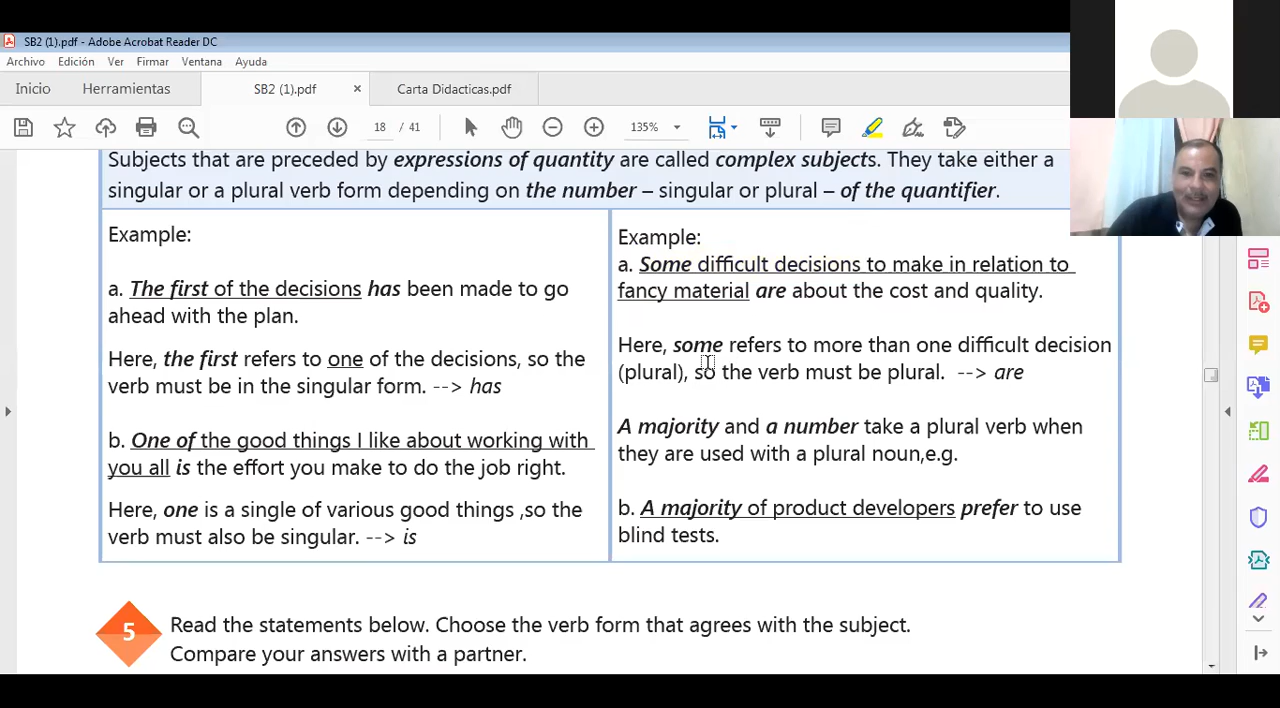 SB2 (1).pdf - Adobe Acrobat Reader DC
Archivo Edición Ver Firmar Ventana Ayuda
Inicio Herramientas SB2 (1).pdf × Carta Didacticas.pdf
18 / 41 135%
Subjects that are preceded by expressions of quantity are called complex subjects. They take either a
singular or a plural verb form depending on the number – singular or plural – of the quantifier.
Example:
a. The first of the decisions has been made to go
ahead with the plan.
Here, the first refers to one of the decisions, so the
verb must be in the singular form. --> has
b. One of the good things I like about working with
you all is the effort you make to do the job right.
Here, one is a single of various good things ,so the
verb must also be singular. --> is
Example:
a. Some difficult decisions to make in relation to
fancy material are about the cost and quality.
Here, some refers to more than one difficult decision
(plural), so the verb must be plural. --> are
A majority and a number take a plural verb when
they are used with a plural noun,e.g.
b. A majority of product developers prefer to use
blind tests.
5
Read the statements below. Choose the verb form that agrees with the subject.
Compare your answers with a partner.